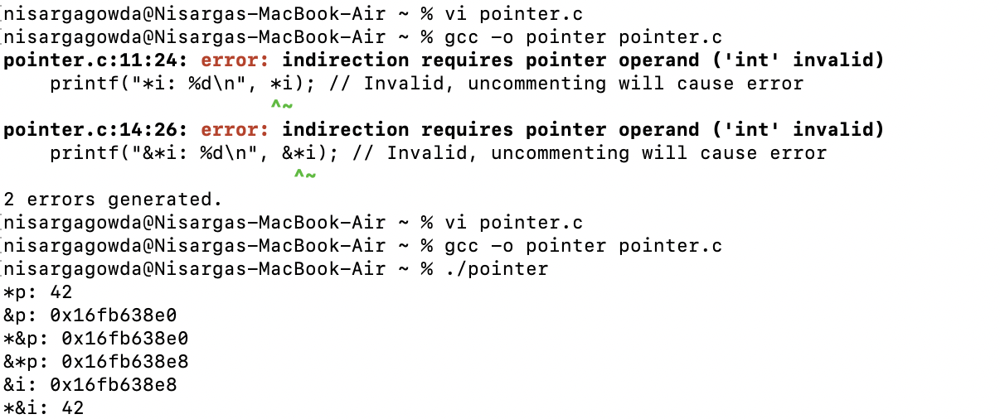 nisargagowda@Nisargas-MacBook-Air ~ % vi pointer.c
nisargagowda@Nisargas-MacBook-Air ~ % gcc -o pointer pointer.c
pointer.c:11:24: error: indirection requires pointer operand ('int' invalid)
    printf("*i: %d\n", *i); // Invalid, uncommenting will cause error
                       ^~
pointer.c:14:26: error: indirection requires pointer operand ('int' invalid)
    printf("&*i: %d\n", &*i); // Invalid, uncommenting will cause error
                         ^~
2 errors generated.
nisargagowda@Nisargas-MacBook-Air ~ % vi pointer.c
nisargagowda@Nisargas-MacBook-Air ~ % gcc -o pointer pointer.c
nisargagowda@Nisargas-MacBook-Air ~ % ./pointer
*p: 42
&p: 0x16fb638e0
*&p: 0x16fb638e0
&*p: 0x16fb638e8
&i: 0x16fb638e8
*&i: 42